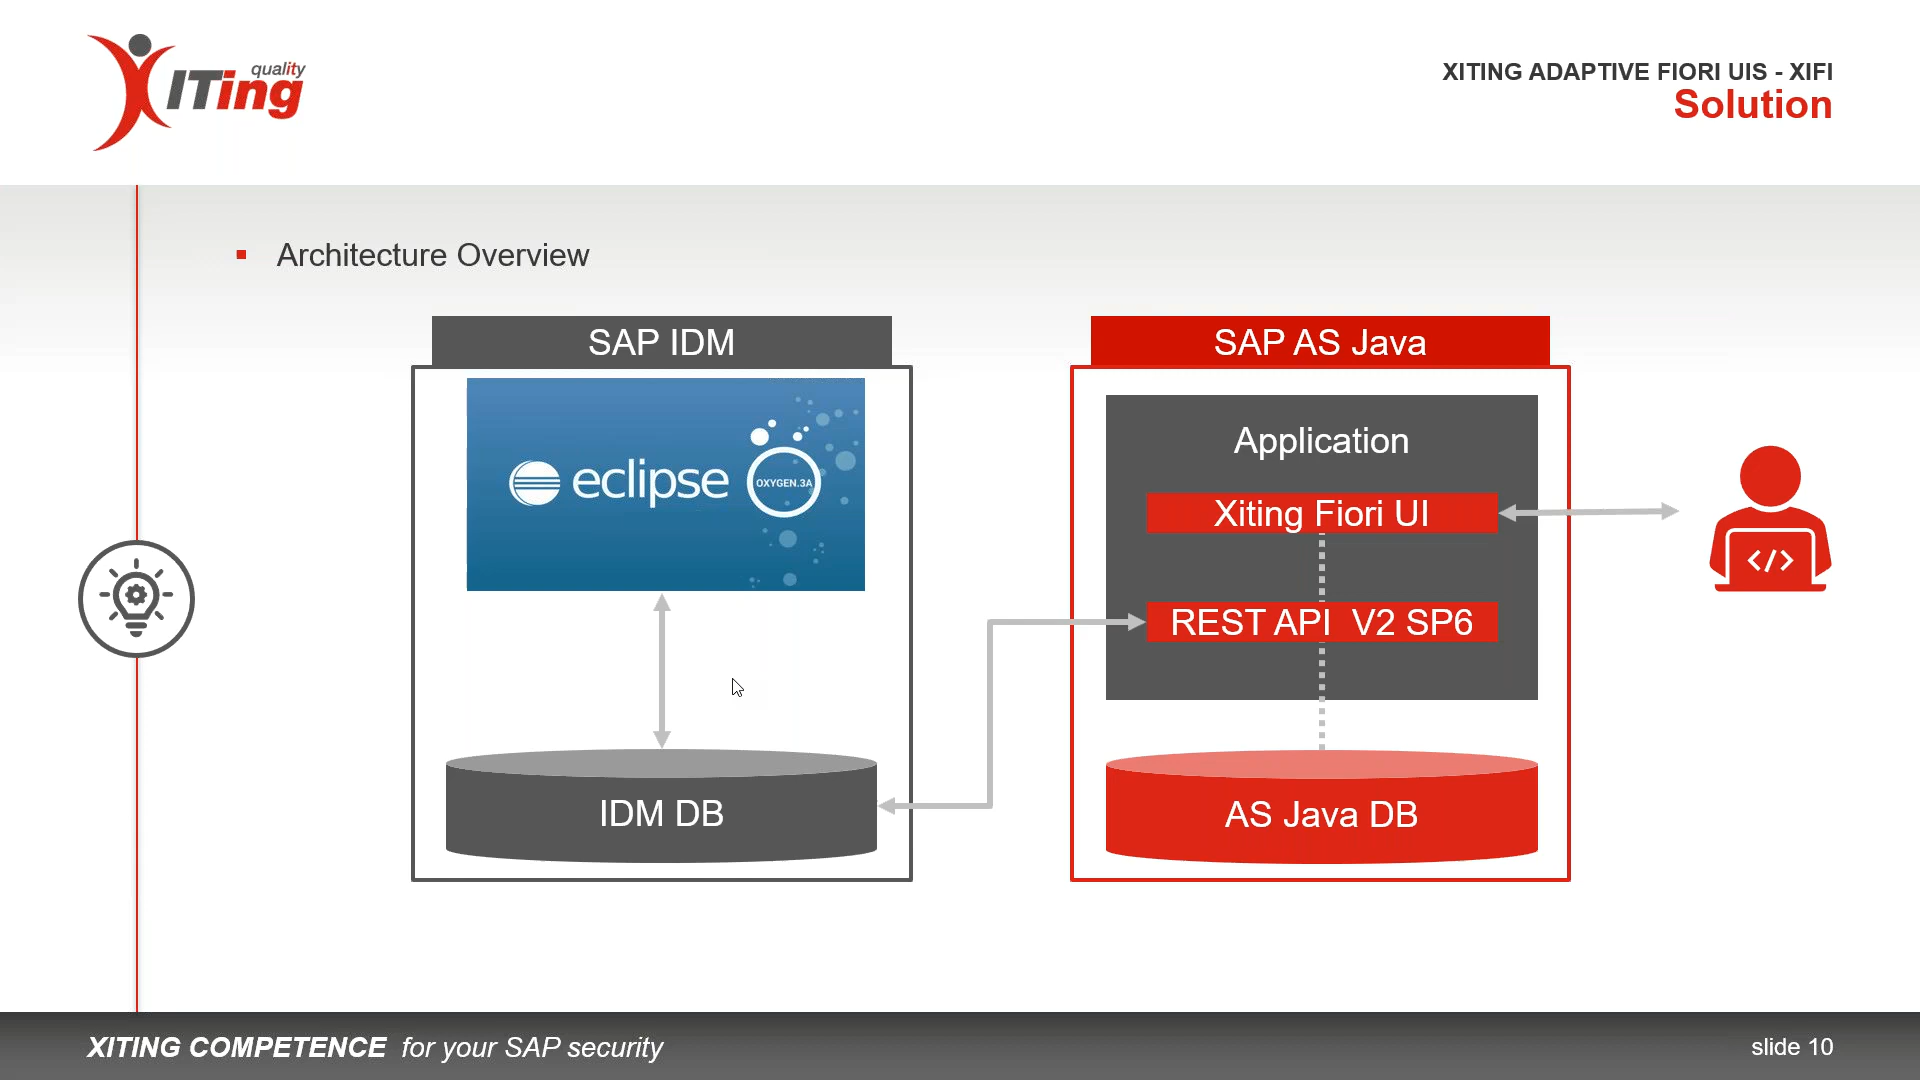 quality
XITing
XITING ADAPTIVE FIORI UIS - XIFI
Solution
Architecture Overview
SAP IDM
SAP AS Java
eclipse
OXYGEN.3A
Application
Xiting Fiori UI
</>
REST API  V2 SP6
IDM DB
AS Java DB
XITING COMPETENCE for your SAP security
slide 10